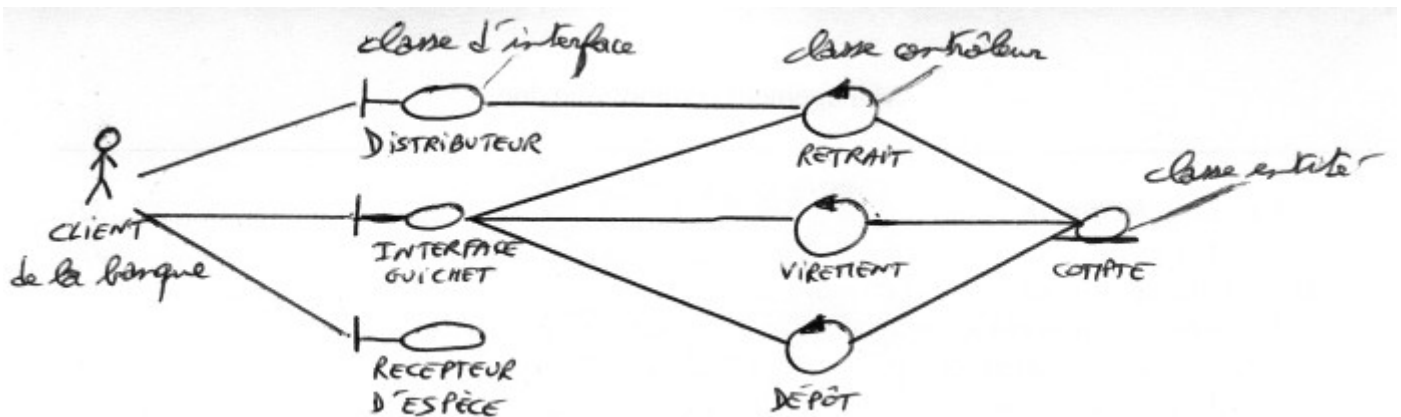 classe d'interface
classe contrôleur
DISTRIBUTEUR
RETRAIT
classe entité
CLIENT
de la banque
INTERFACE
GUICHET
VIREMENT
COMPTE
RECEPTEUR
D'ESPÈCE
DÉPÔT